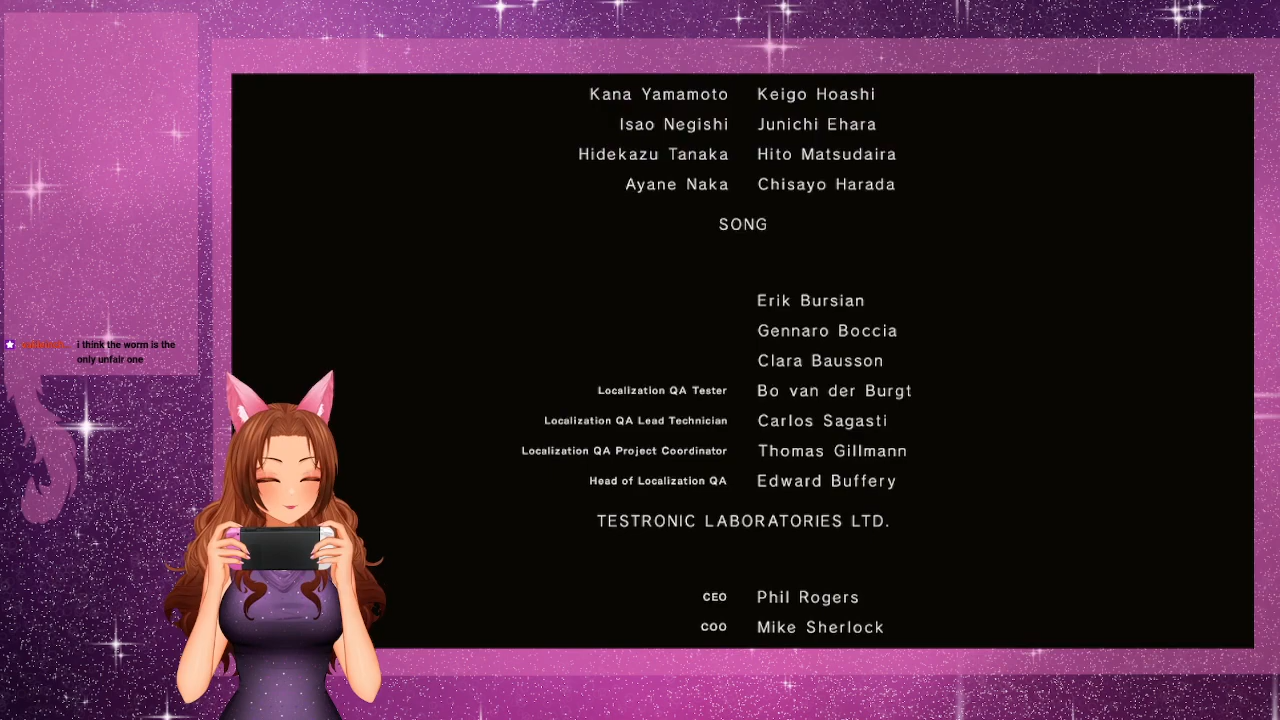 Kana Yamamoto Keigo Hoashi
Isao Negishi Junichi Ehara
Hidekazu Tanaka Hito Matsudaira
Ayane Naka Chisayo Harada
SONG
Erik Bursian
Gennaro Boccia
Clara Bausson
Localization QA Tester Bo van der Burgt
Localization QA Lead Technician Carlos Sagasti
Localization QA Project Coordinator Thomas Gillmann
Head of Localization QA Edward Buffery
TESTRONIC LABORATORIES LTD.
CEO Phil Rogers
COO Mike Sherlock
i think the worm is the
only unfair one